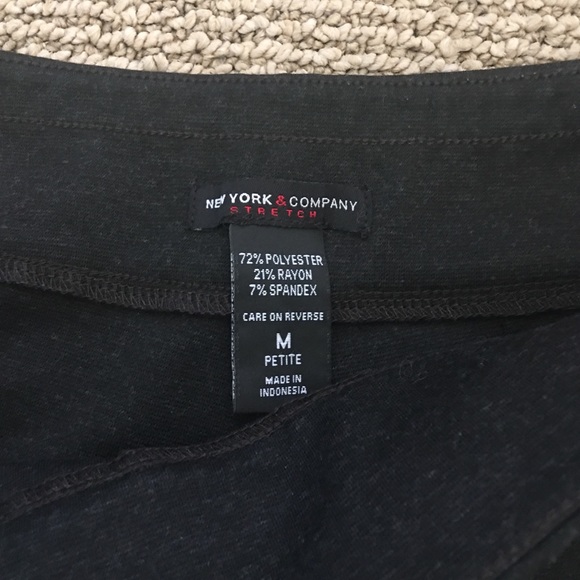 NEW YORK & COMPANY
STRETCH
72% POLYESTER
21% RAYON
7% SPANDEX
CARE ON REVERSE
M
PETITE
MADE IN
INDONESIA